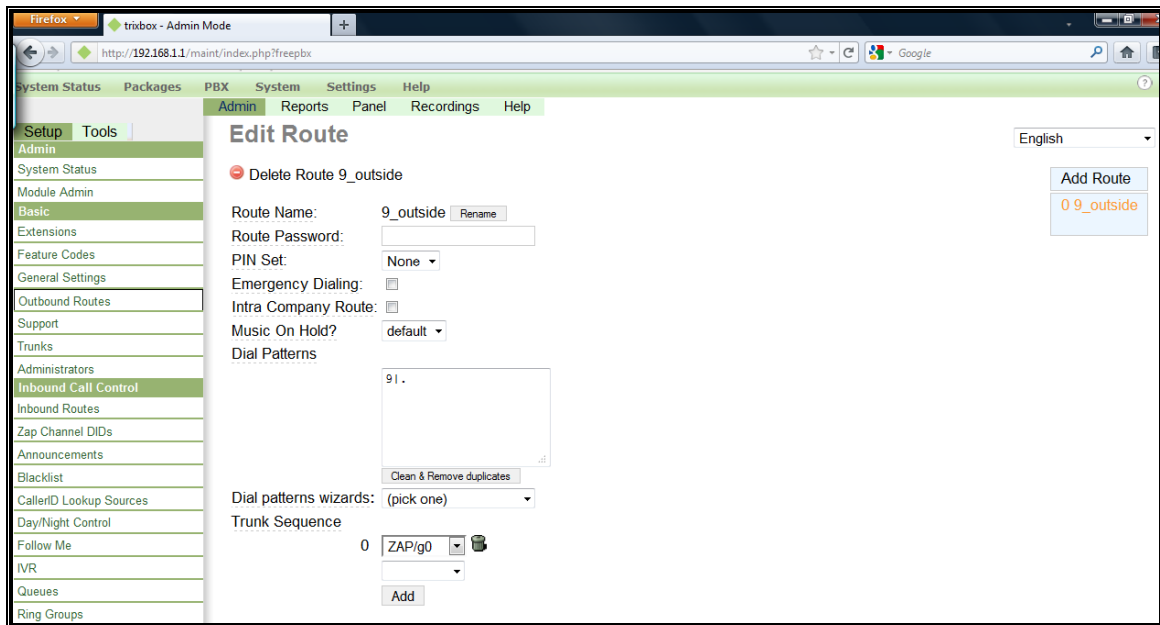 Firefox
trixbox - Admin Mode
+
http://192.168.1.1/maint/index.php?freepbx
Google
System Status Packages PBX System Settings Help
?
Admin Reports Panel Recordings Help
Setup Tools
Edit Route
English
Admin
System Status
Module Admin
Basic
Extensions
Feature Codes
General Settings
Outbound Routes
Support
Trunks
Administrators
Inbound Call Control
Inbound Routes
Zap Channel DIDs
Announcements
Blacklist
CallerID Lookup Sources
Day/Night Control
Follow Me
IVR
Queues
Ring Groups
Delete Route 9_outside
Route Name: 9_outside Rename
Route Password:
PIN Set: None
Emergency Dialing:
Intra Company Route:
Music On Hold? default
Dial Patterns
9|.
Clean & Remove duplicates
Dial patterns wizards: (pick one)
Trunk Sequence
0 ZAP/g0
Add
Add Route
0 9_outside